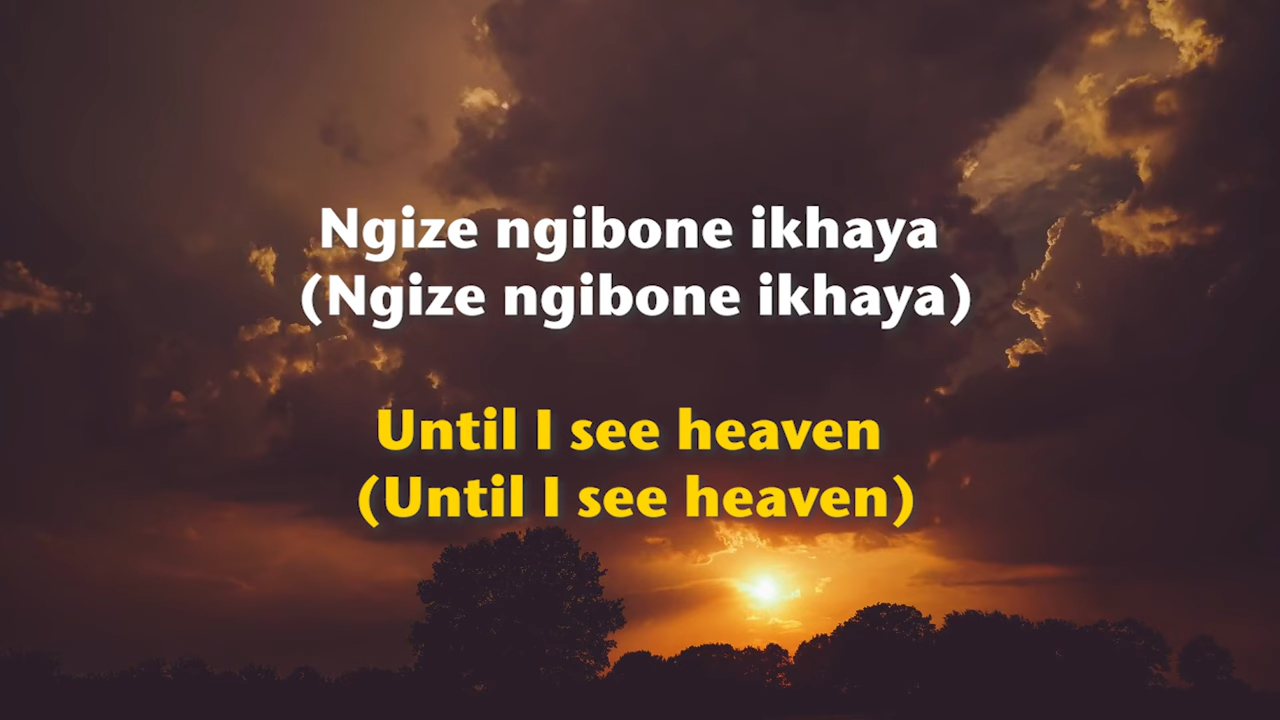 Ngize ngibone ikhaya
(Ngize ngibone ikhaya)
Until I see heaven
(Until I see heaven)